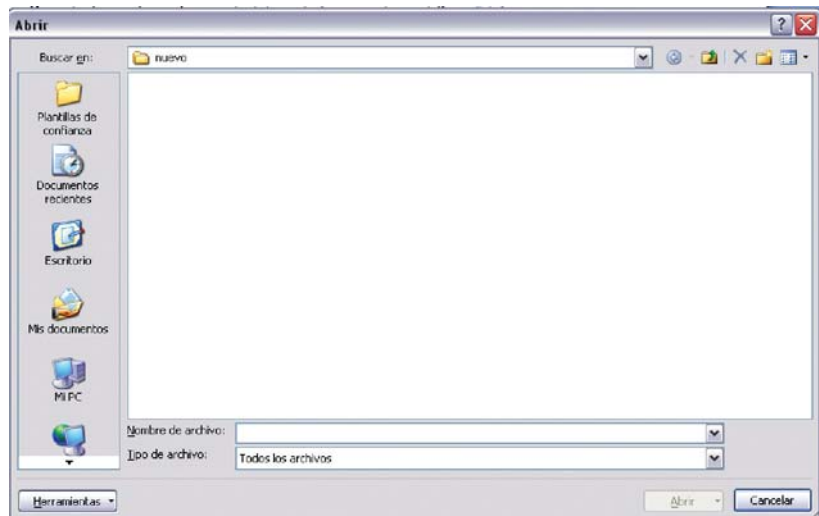 Abrir
Buscar en:
nuevo
Plantillas de
confianza
Documentos
recientes
Escritorio
Mis documentos
Mi PC
Nombre de archivo:
Tipo de archivo:
Todos los archivos
Herramientas
Abrir
Cancelar